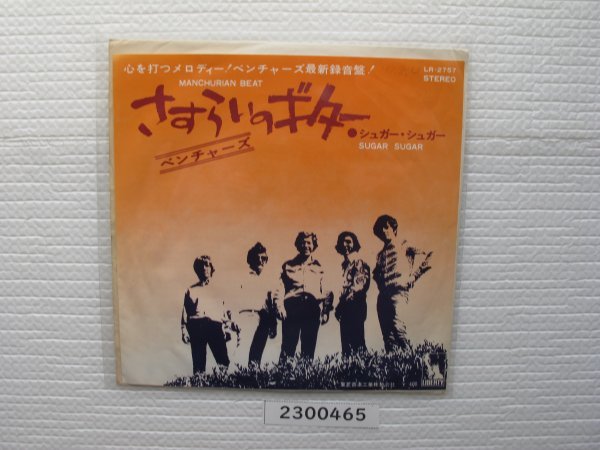 心を打つメロディー!ベンチャーズ最新録音盤!
LR-2757
STEREO
MANCHURIAN BEAT
さすらいのギター
●シュガー・シュガー
SUGAR SUGAR
ベンチャーズ
LIBERTY
2300465